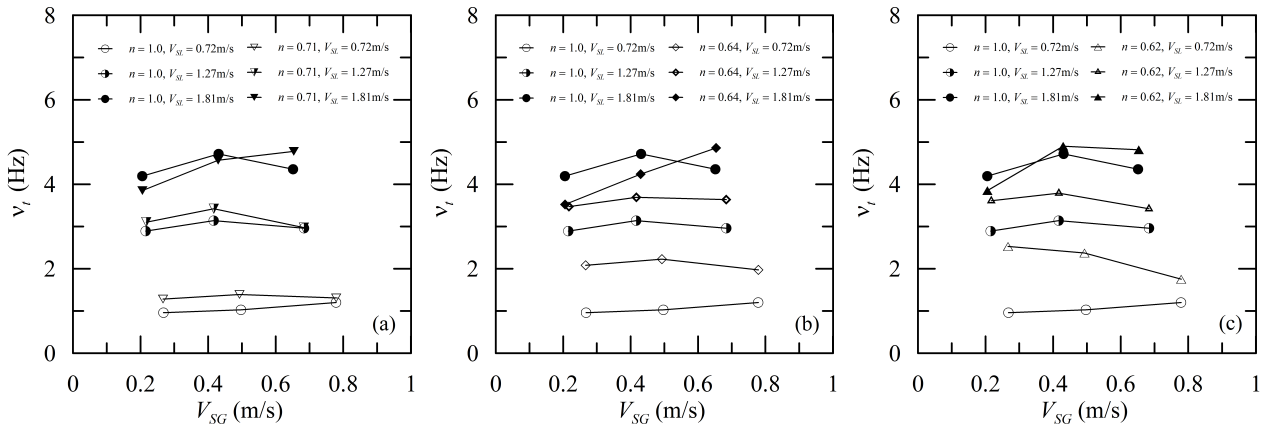 8
6
4
2
0
ν_t (Hz)
n = 1.0, V_SL = 0.72m/s
n = 1.0, V_SL = 1.27m/s
n = 1.0, V_SL = 1.81m/s
n = 0.71, V_SL = 0.72m/s
n = 0.71, V_SL = 1.27m/s
n = 0.71, V_SL = 1.81m/s
(a)
0 0.2 0.4 0.6 0.8 1
V_SG (m/s)
8
6
4
2
0
ν_t (Hz)
n = 1.0, V_SL = 0.72m/s
n = 1.0, V_SL = 1.27m/s
n = 1.0, V_SL = 1.81m/s
n = 0.64, V_SL = 0.72m/s
n = 0.64, V_SL = 1.27m/s
n = 0.64, V_SL = 1.81m/s
(b)
0 0.2 0.4 0.6 0.8 1
V_SG (m/s)
8
6
4
2
0
ν_t (Hz)
n = 1.0, V_SL = 0.72m/s
n = 1.0, V_SL = 1.27m/s
n = 1.0, V_SL = 1.81m/s
n = 0.62, V_SL = 0.72m/s
n = 0.62, V_SL = 1.27m/s
n = 0.62, V_SL = 1.81m/s
(c)
0 0.2 0.4 0.6 0.8 1
V_SG (m/s)